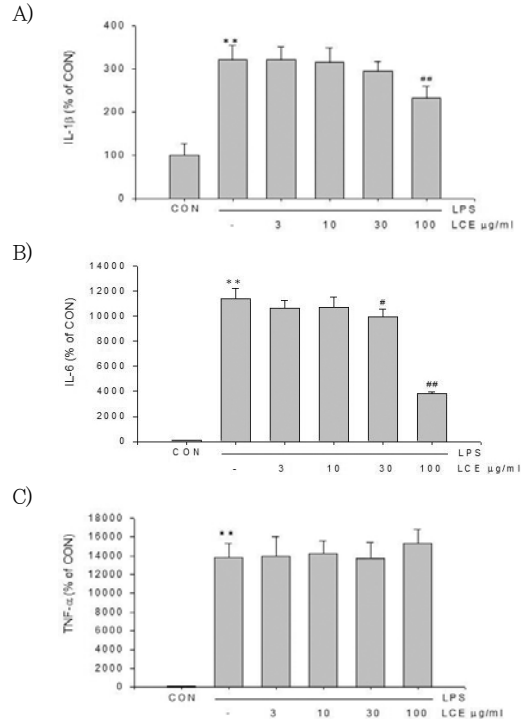 A)
IL-1β (% of CON)
400
300
200
100
0
**
##
CON
LPS
- 3 10 30 100 LCE μg/ml
B)
IL-6 (% of CON)
14000
12000
10000
8000
6000
4000
2000
0
**
#
##
CON
LPS
- 3 10 30 100 LCE μg/ml
C)
TNF-α (% of CON)
18000
16000
14000
12000
10000
8000
6000
4000
2000
0
**
CON
LPS
- 3 10 30 100 LCE μg/ml